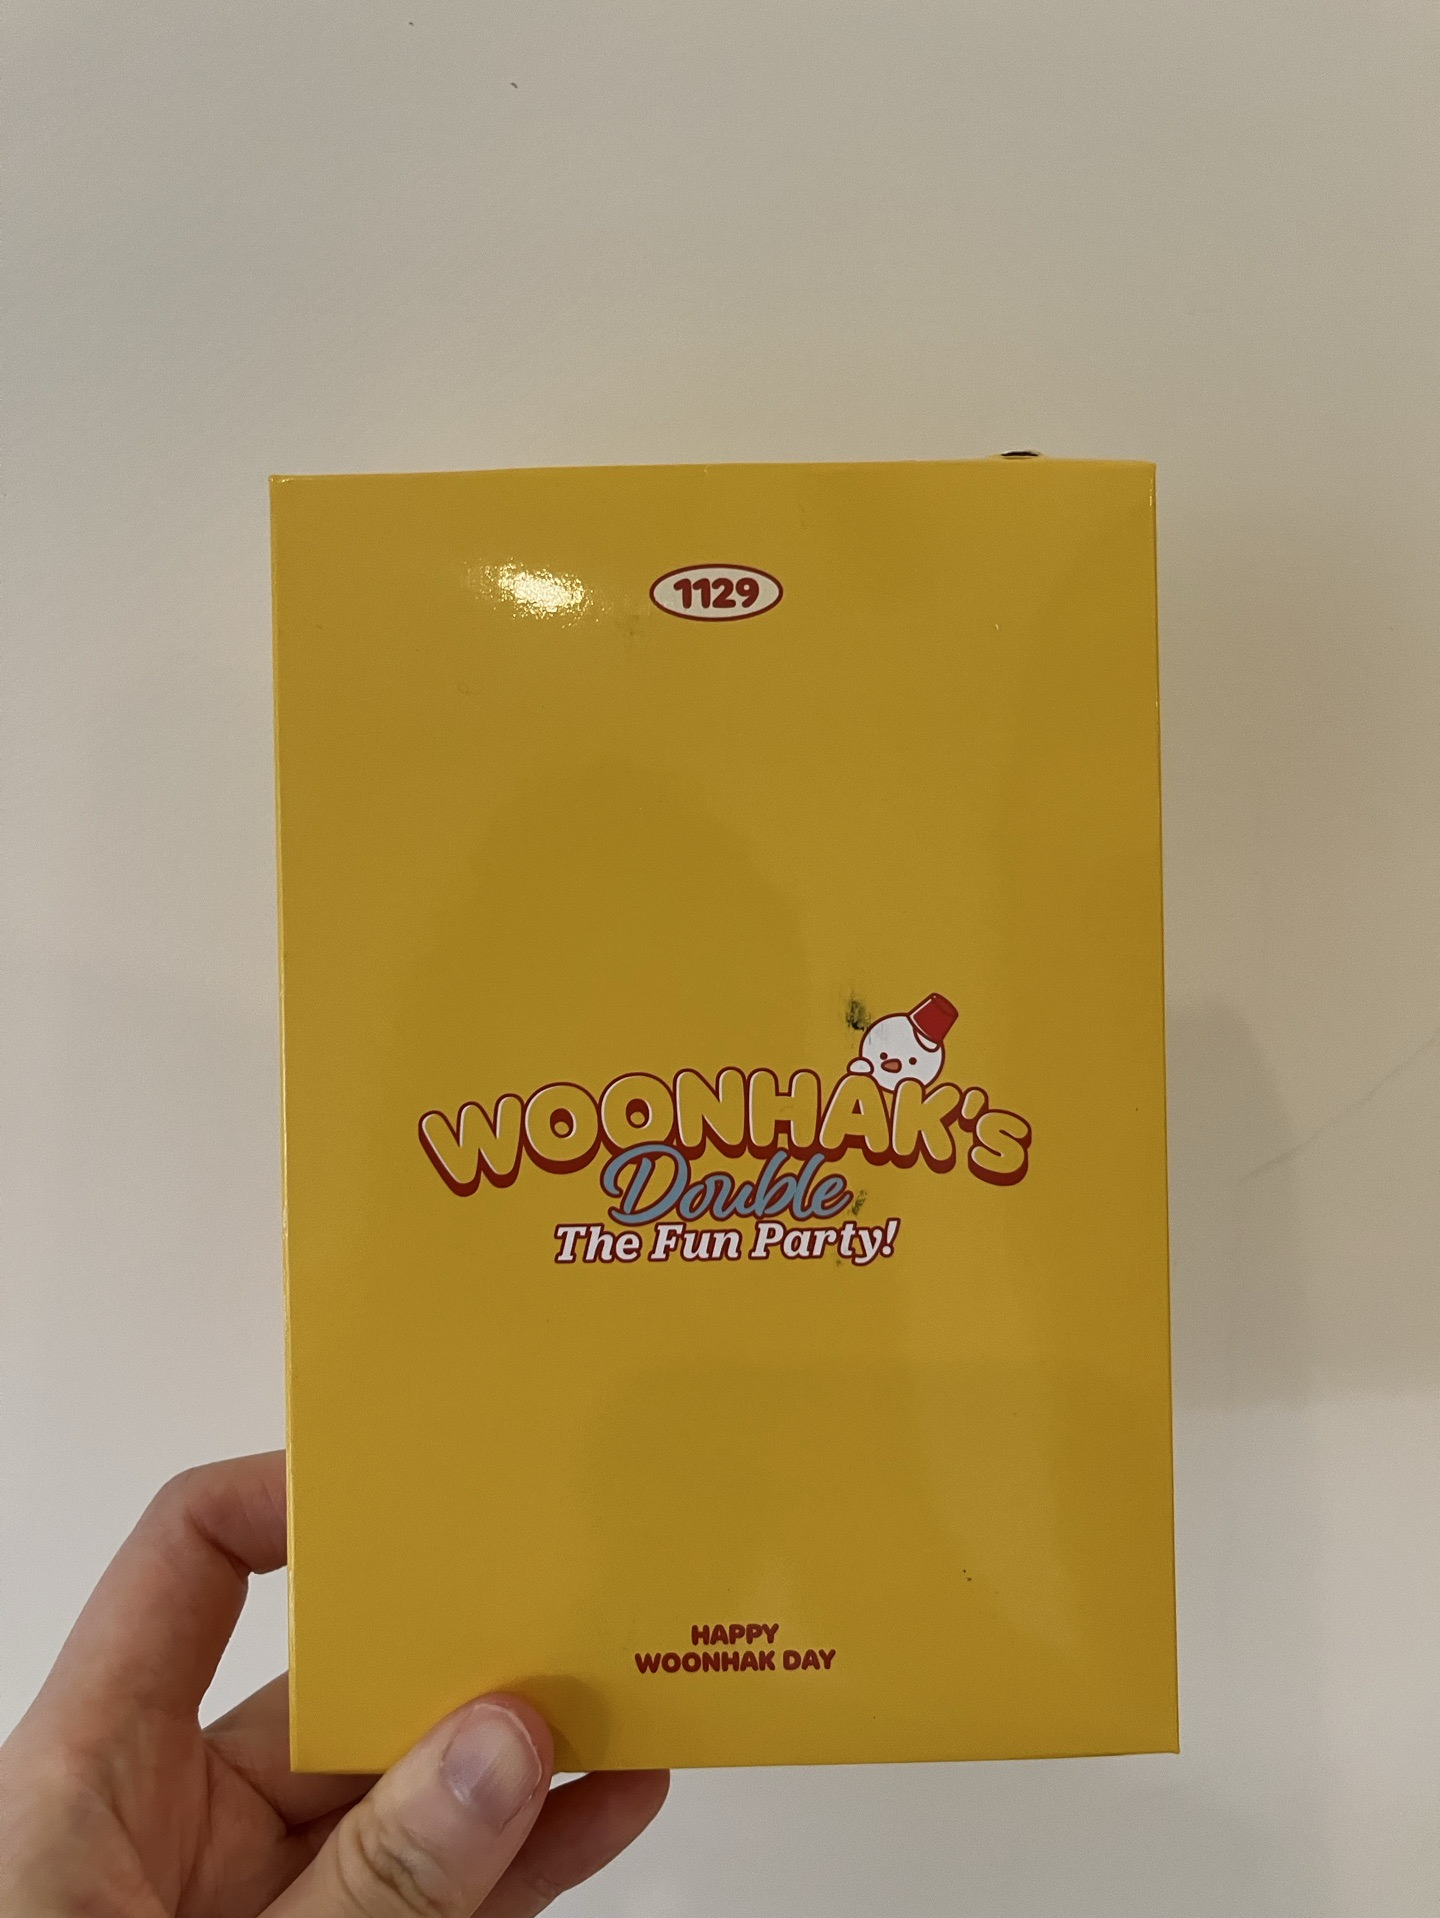 1129
WOONHAK'S
Double
The Fun Party!
HAPPY
WOONHAK DAY